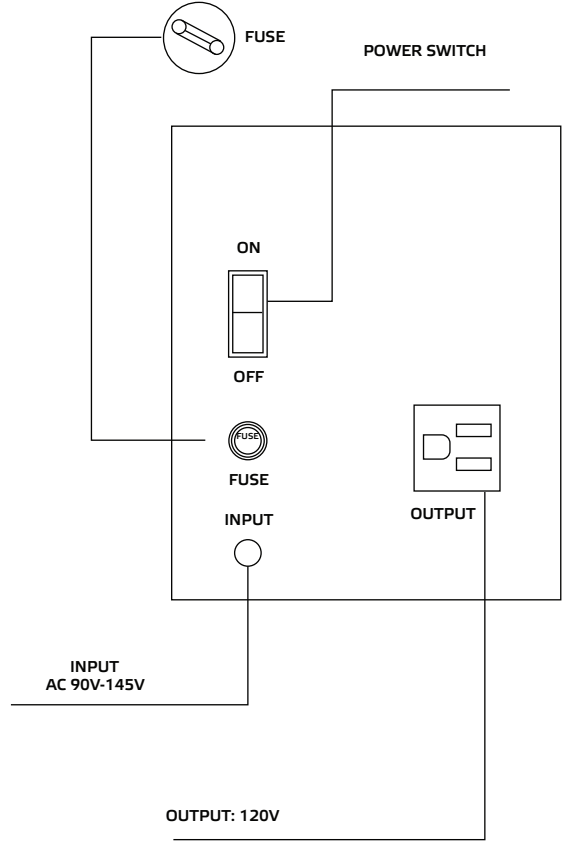 FUSE
POWER SWITCH
ON
OFF
FUSE
FUSE
INPUT
OUTPUT
INPUT
AC 90V-145V
OUTPUT: 120V